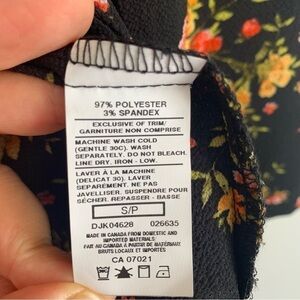 97% POLYESTER
3% SPANDEX
EXCLUSIVE OF TRIM/
GARNITURE NON COMPRISE
MACHINE WASH COLD
(GENTLE 30C). WASH
SEPARATELY. DO NOT BLEACH.
LINE DRY. IRON - LOW.
LAVER À LA MACHINE
(DELICAT 30). LAVER
SEPAREMENT. NE PAS
JAVELLISER. SUSPENDRE POUR
SECHER. REPASSER - BASSE
S/P
DJK04628 026635
MADE IN CANADA FROM DOMESTIC AND
IMPORTED MATERIALS
FAIT AU CANADA A PARTIR DE MATERIAUX
BRUTS LOCAUX ET IMPORTES
CA 07021